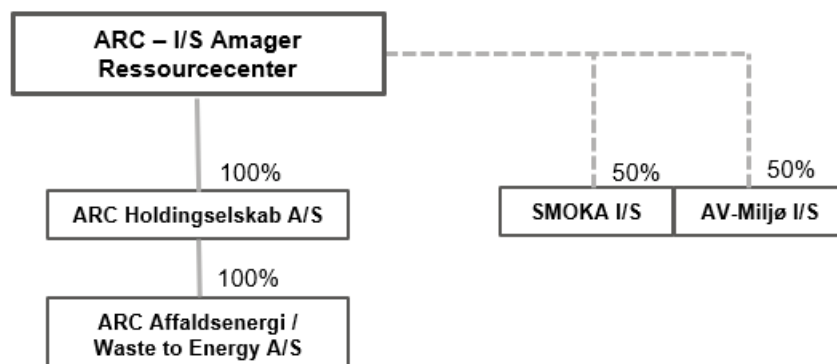 ARC – I/S Amager
Ressourcecenter
100%
50%
50%
ARC Holdingselskab A/S
SMOKA I/S
AV-Miljø I/S
100%
ARC Affaldsenergi /
Waste to Energy A/S